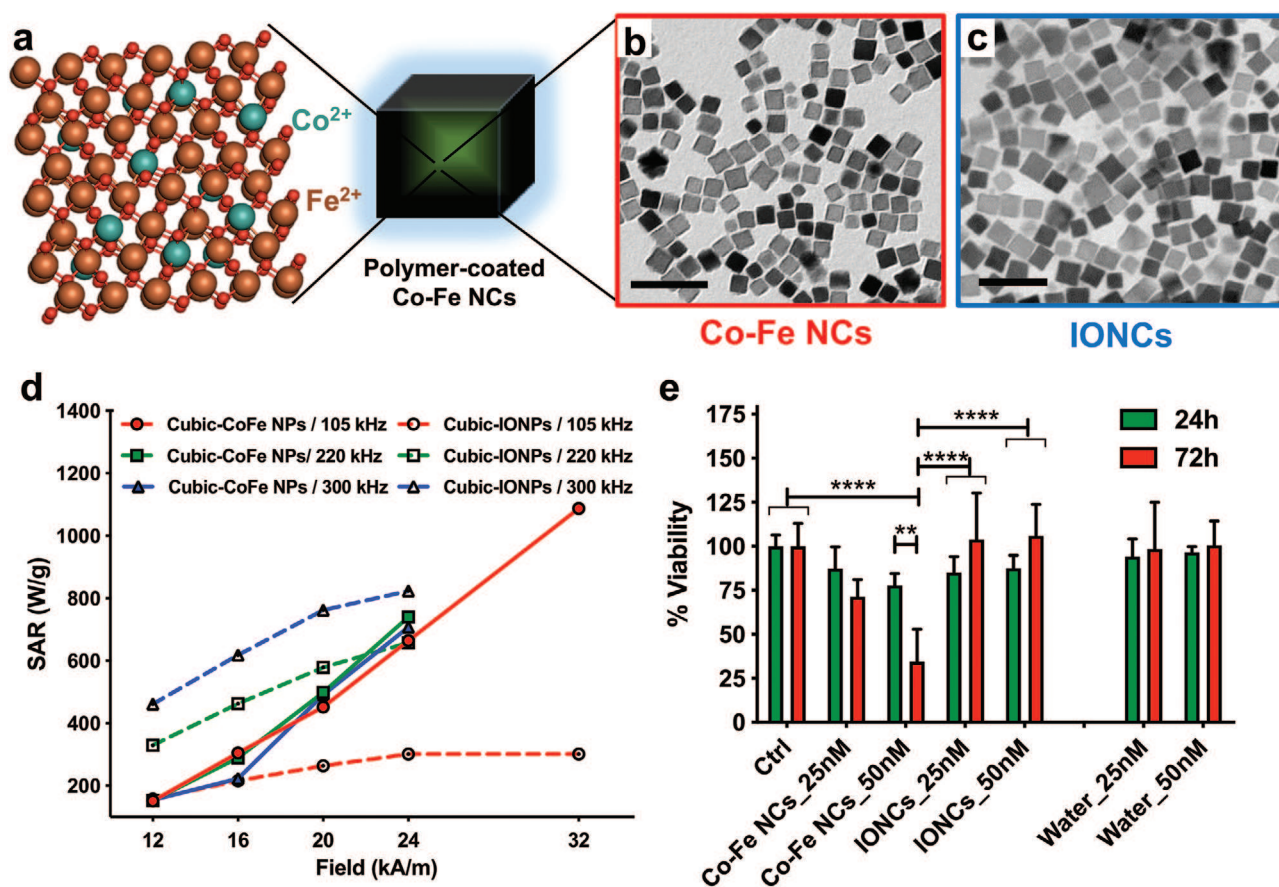 a
Co2+
Fe2+
Polymer-coated
Co-Fe NCs
b
Co-Fe NCs
c
IONCs
d
Cubic-CoFe NPs / 105 kHz
Cubic-IONPs / 105 kHz
Cubic-CoFe NPs/ 220 kHz
Cubic-IONPs / 220 kHz
Cubic-CoFe NPs / 300 kHz
Cubic-IONPs / 300 kHz
SAR (W/g)
1400
1200
1000
800
600
400
200
12
16
20
24
28
32
Field (kA/m)
e
24h
72h
% Viability
175
150
125
100
75
50
25
0
****
****
****
**
Ctrl
Co-Fe NCs_25nM
Co-Fe NCs_50nM
IONCs_25nM
IONCs_50nM
Water_25nM
Water_50nM